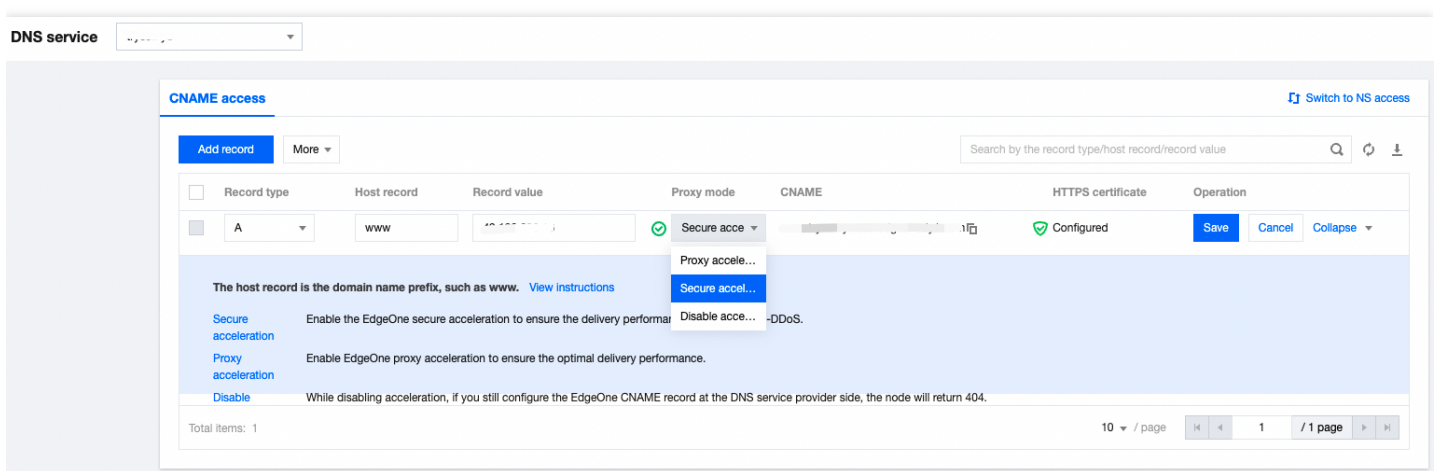 DNS service
CNAME access
Switch to NS access
Add record
More
Search by the record type/host record/record value
Record type Host record Record value Proxy mode CNAME HTTPS certificate Operation
A www Secure acce Configured Save Cancel Collapse
Proxy accele...
Secure accel...
Disable acce...
The host record is the domain name prefix, such as www. View instructions
Secure acceleration Enable the EdgeOne secure acceleration to ensure the delivery performan -DDoS.
Proxy acceleration Enable EdgeOne proxy acceleration to ensure the optimal delivery performance.
Disable While disabling acceleration, if you still configure the EdgeOne CNAME record at the DNS service provider side, the node will return 404.
Total items: 1 10 / page 1 / 1 page